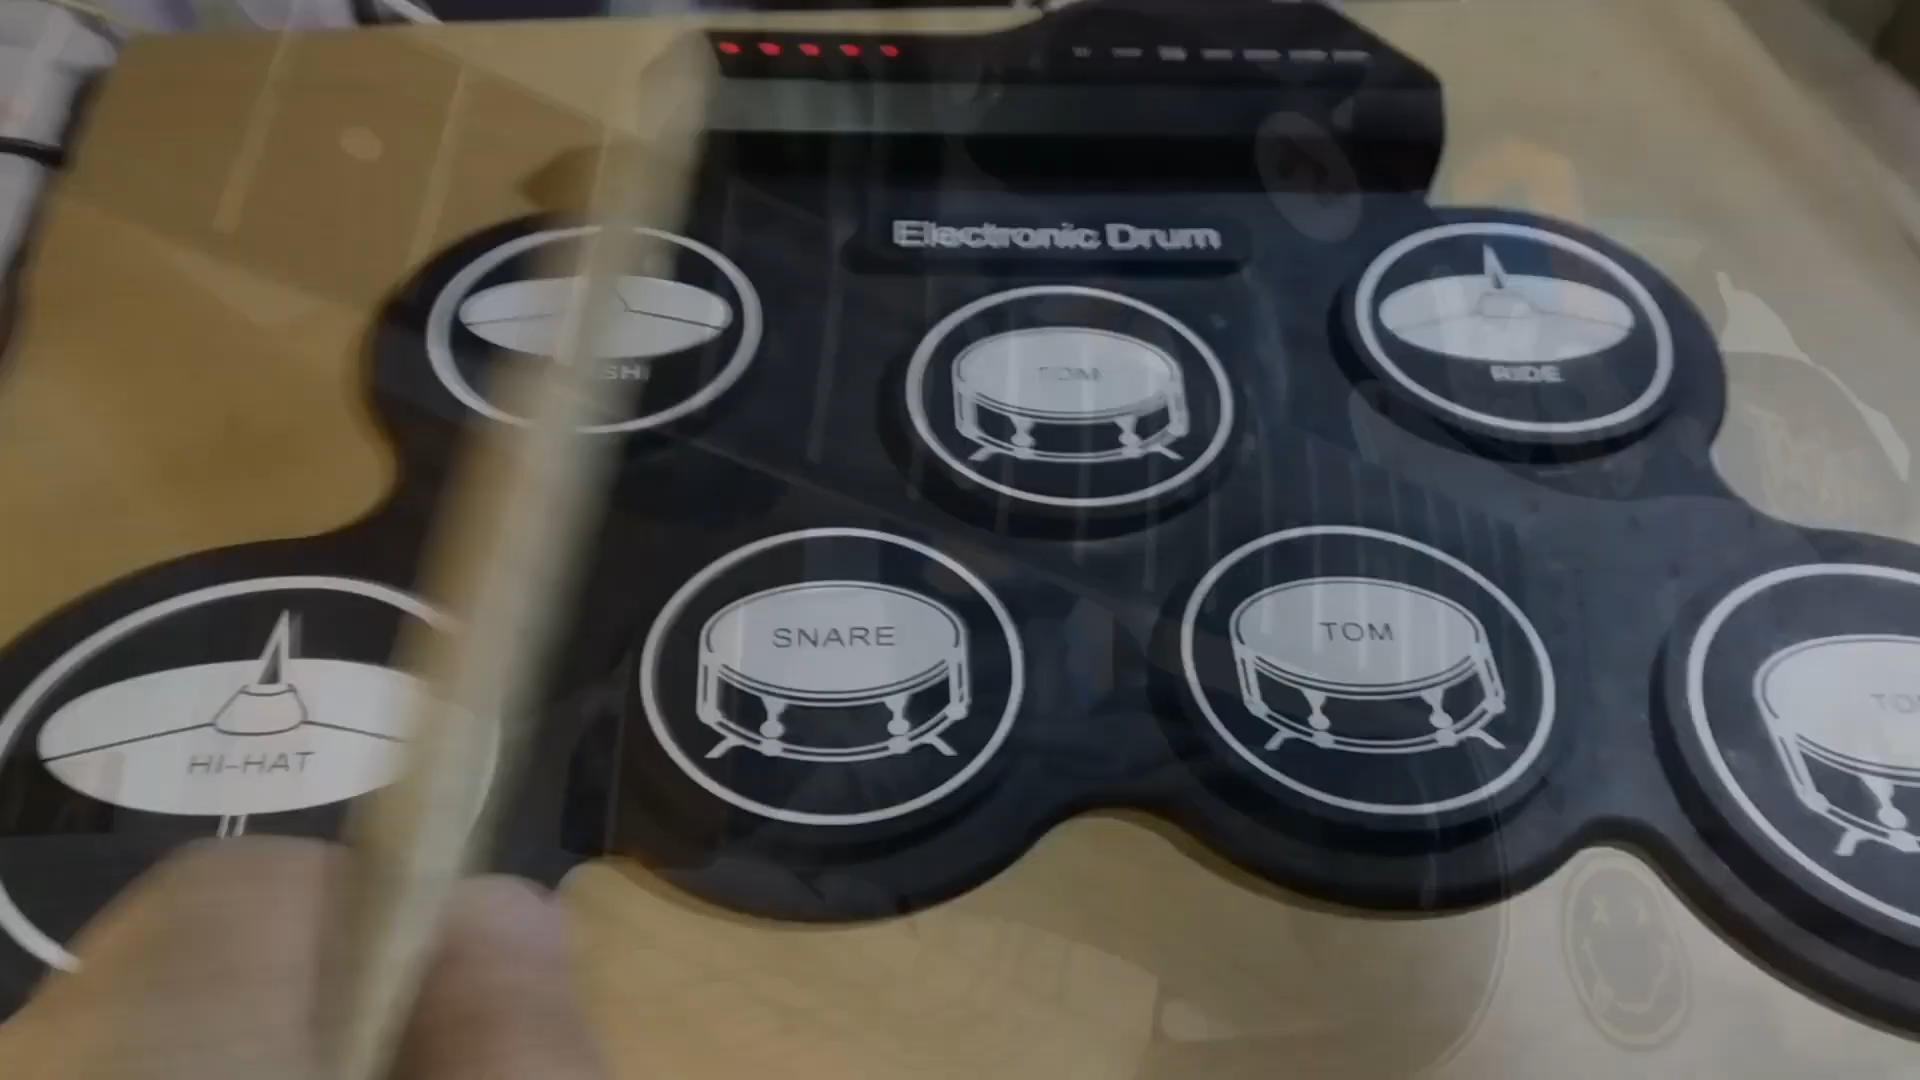 Electronic Drum
TOM
RIDE
SNARE
TOM
HI-HAT